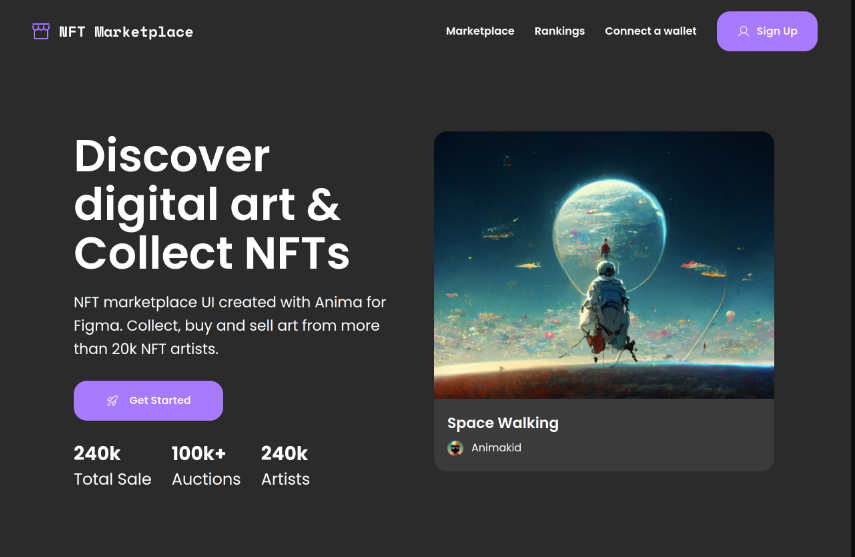 NFT Marketplace
Marketplace
Rankings
Connect a wallet
Sign Up
Discover
digital art &
Collect NFTs
NFT marketplace UI created with Anima for
Figma. Collect, buy and sell art from more
than 20k NFT artists.
Get Started
240k
100k+
240k
Total Sale
Auctions
Artists
Space Walking
Animakid